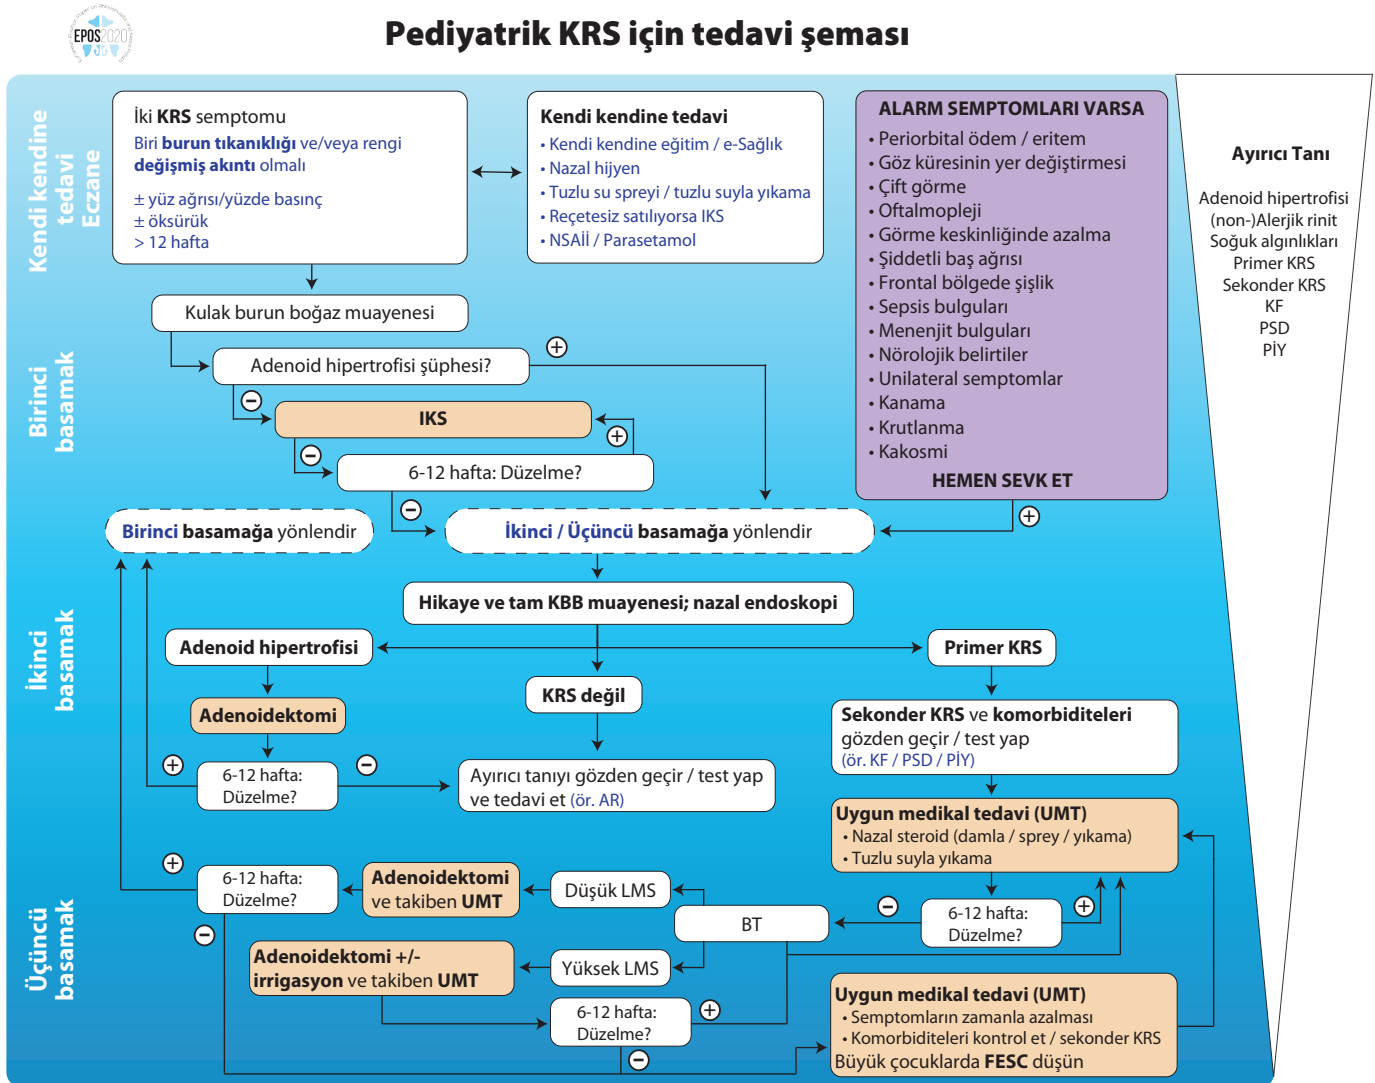 EPOS2020
Pediyatrik KRS için tedavi şeması
Kendi kendine
tedavi
Eczane
İki KRS semptomu
Biri burun tıkanıklığı ve/veya rengi
değişmiş akıntı olmalı
± yüz ağrısı/yüzde basınç
± öksürük
> 12 hafta
Kendi kendine tedavi
• Kendi kendine eğitim / e-Sağlık
• Nazal hijyen
• Tuzlu su spreyi / tuzlu suyla yıkama
• Reçetesiz satılıyorsa IKS
• NSAİİ / Parasetamol
ALARM SEMPTOMLARI VARSA
• Periorbital ödem / eritem
• Göz küresinin yer değiştirmesi
• Çift görme
• Oftalmopleji
• Görme keskinliğinde azalma
• Şiddetli baş ağrısı
• Frontal bölgede şişlik
• Sepsis bulguları
• Menenjit bulguları
• Nörolojik belirtiler
• Unilateral semptomlar
• Kanama
• Krutlanma
• Kakosmi
HEMEN SEVK ET
+
Ayırıcı Tanı
Adenoid hipertrofisi
(non-)Alerjik rinit
Soğuk algınlıkları
Primer KRS
Sekonder KRS
KF
PSD
PİY
Birinci
basamak
Kulak burun boğaz muayenesi
Adenoid hipertrofisi şüphesi?
+
−
IKS
−
+
6-12 hafta: Düzelme?
−
Birinci basamağa yönlendir
İkinci / Üçüncü basamağa yönlendir
İkinci
basamak
Hikaye ve tam KBB muayenesi; nazal endoskopi
Adenoid hipertrofisi
KRS değil
Primer KRS
Adenoidektomi
+
6-12 hafta:
Düzelme?
−
Ayırıcı tanıyı gözden geçir / test yap
ve tedavi et (ör. AR)
Sekonder KRS ve komorbiditeleri
gözden geçir / test yap
(ör. KF / PSD / PİY)
Uygun medikal tedavi (UMT)
• Nazal steroid (damla / sprey / yıkama)
• Tuzlu suyla yıkama
Üçüncü
basamak
+
6-12 hafta:
Düzelme?
−
Adenoidektomi
ve takiben UMT
Düşük LMS
BT
−
6-12 hafta:
Düzelme?
+
Adenoidektomi +/-
irrigasyon ve takiben UMT
Yüksek LMS
6-12 hafta:
Düzelme?
+
−
Uygun medikal tedavi (UMT)
• Semptomların zamanla azalması
• Komorbiditeleri kontrol et / sekonder KRS
Büyük çocuklarda FESC düşün